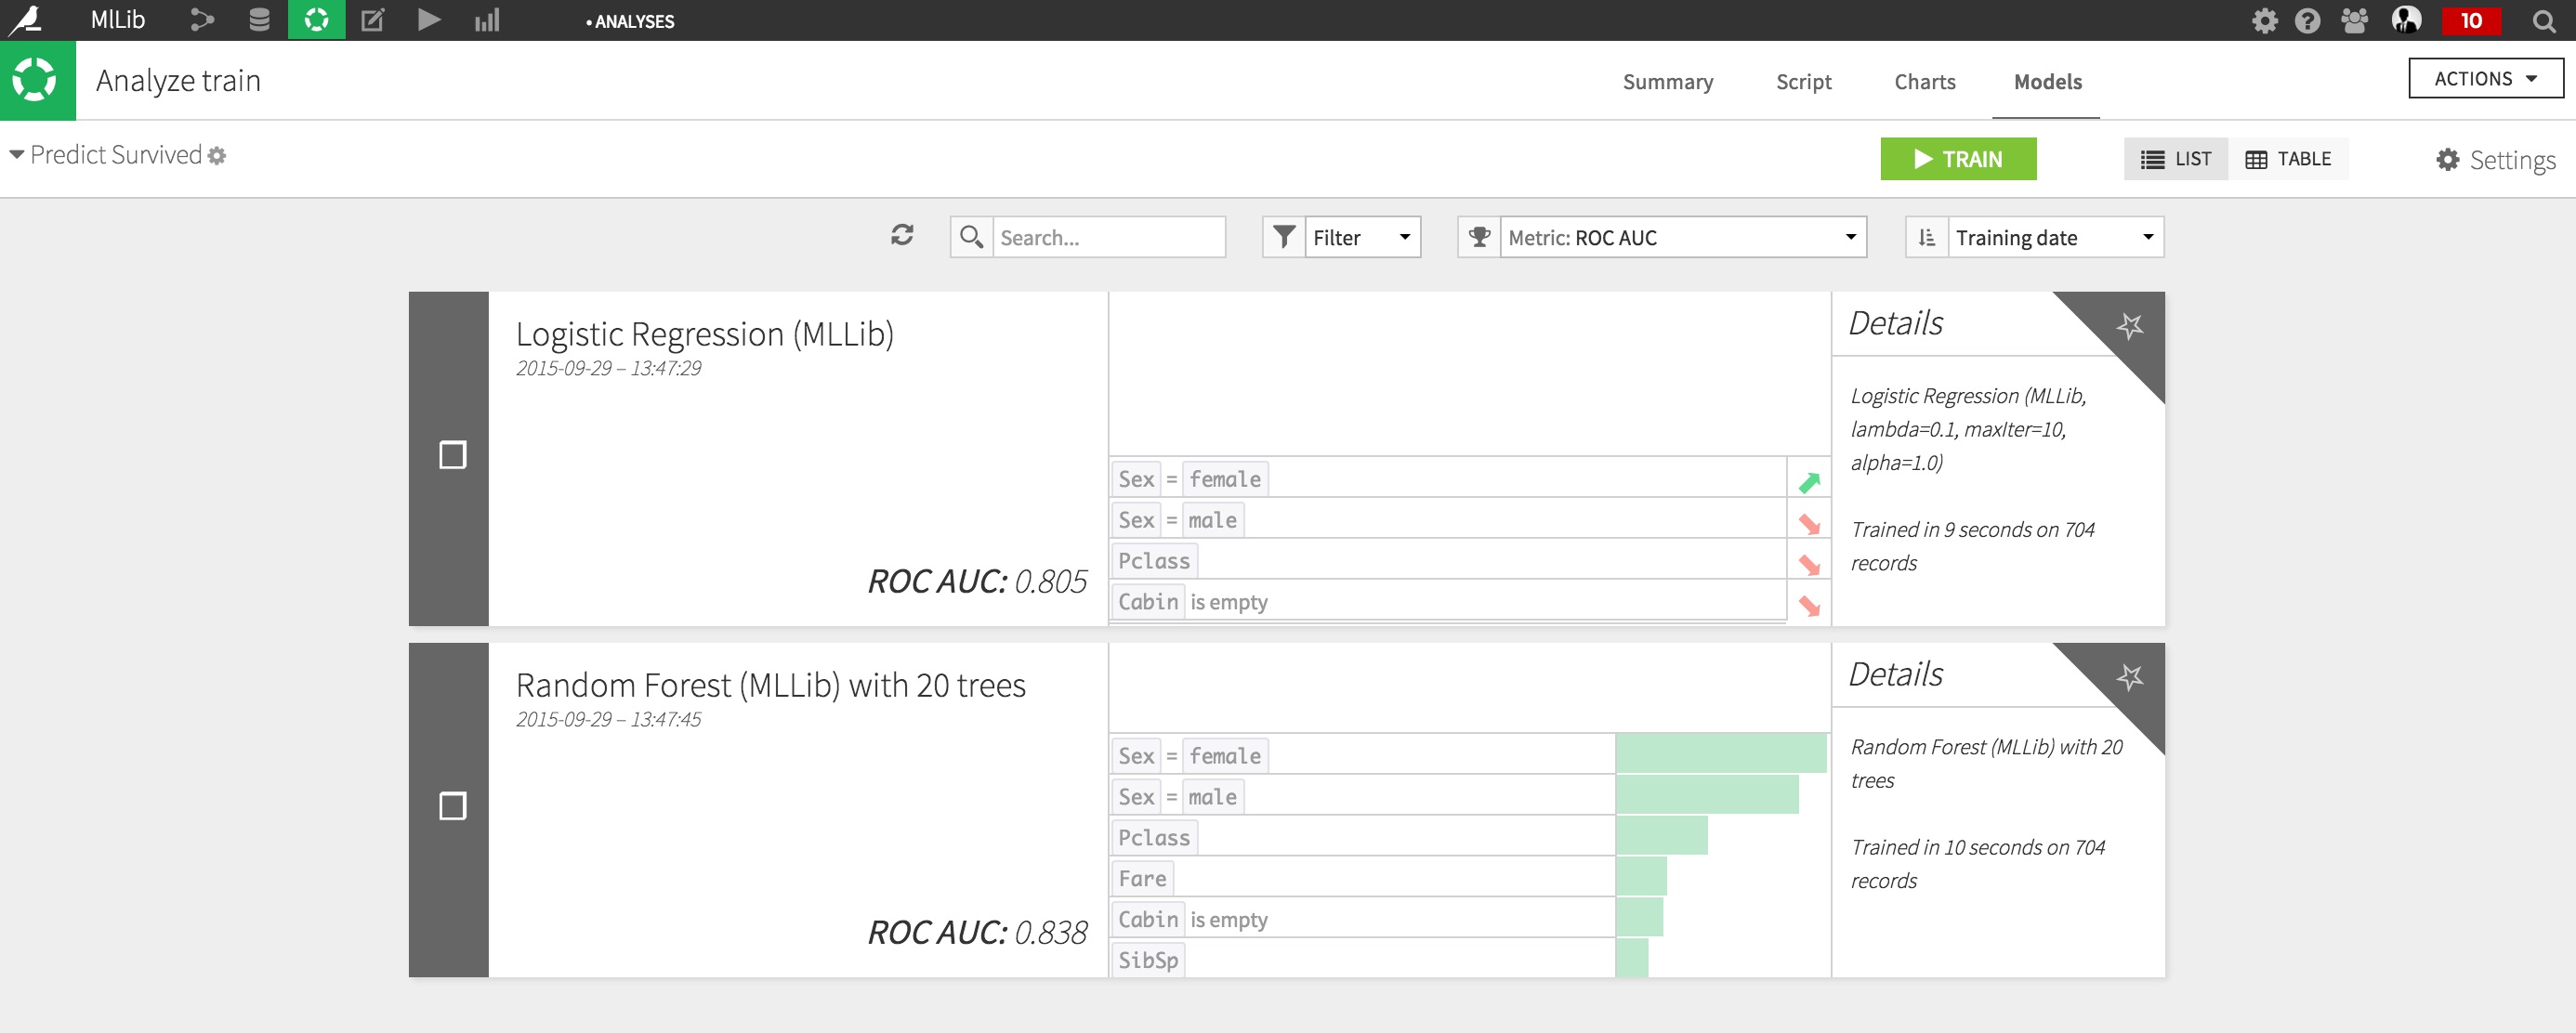 MlLib
• ANALYSES
10
Analyze train
Summary
Script
Charts
Models
ACTIONS
Predict Survived
TRAIN
LIST
TABLE
Settings
Search...
Filter
Metric: ROC AUC
Training date
Logistic Regression (MLLib)
2015-09-29 – 13:47:29
ROC AUC: 0.805
Sex = female
Sex = male
Pclass
Cabin is empty
Details
Logistic Regression (MLLib,
lambda=0.1, maxIter=10,
alpha=1.0)
Trained in 9 seconds on 704
records
Random Forest (MLLib) with 20 trees
2015-09-29 – 13:47:45
ROC AUC: 0.838
Sex = female
Sex = male
Pclass
Fare
Cabin is empty
SibSp
Details
Random Forest (MLLib) with 20
trees
Trained in 10 seconds on 704
records